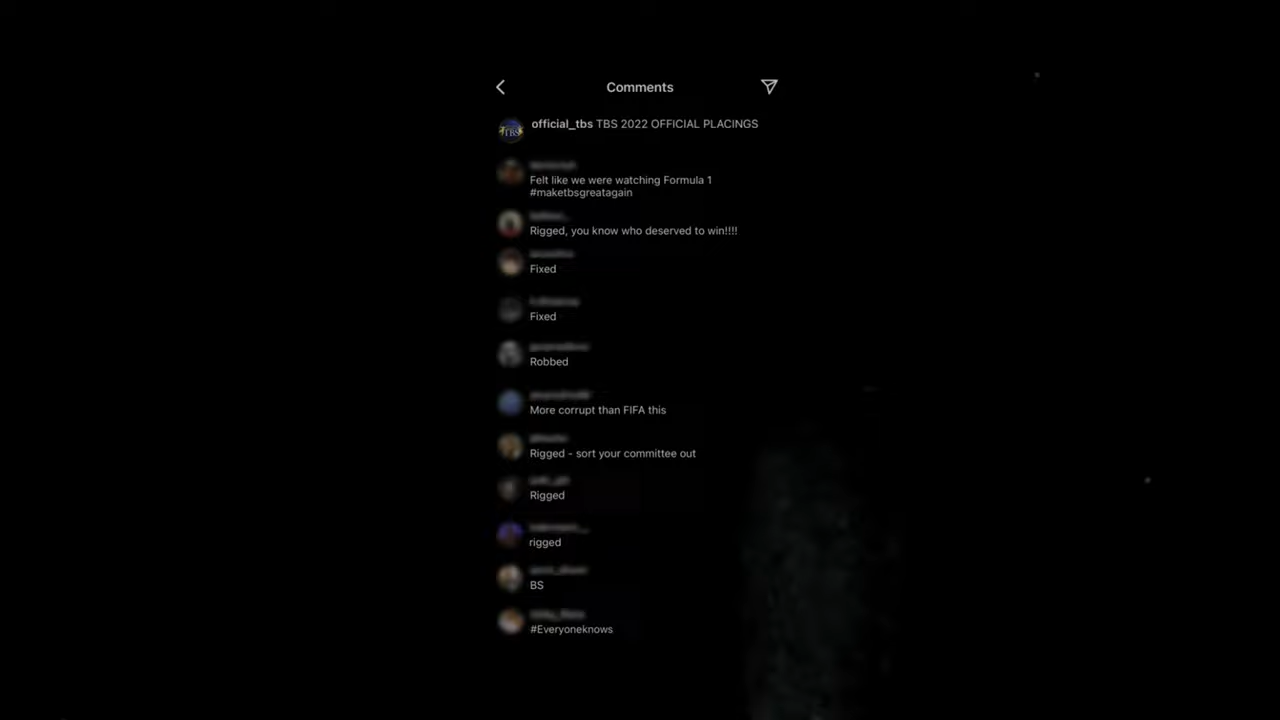 Comments
official_tbs TBS 2022 OFFICIAL PLACINGS
TBS
Felt like we were watching Formula 1
#maketbsgreatagain
Rigged, you know who deserved to win!!!!
Fixed
Fixed
Robbed
More corrupt than FIFA this
Rigged - sort your committee out
Rigged
rigged
BS
#Everyoneknows